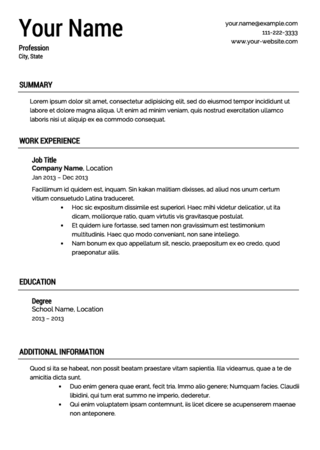 Your Name
Profession
City, State
your.name@example.com
111-222-3333
www.your-website.com
SUMMARY
Lorem ipsum dolor sit amet, consectetur adipisicing elit, sed do eiusmod tempor incididunt ut
labore et dolore magna aliqua. Ut enim ad minim veniam, quis nostrud exercitation ullamco
laboris nisi ut aliquip ex ea commodo consequat.
WORK EXPERIENCE
Job Title
Company Name, Location
Jan 2013 – Dec 2013
Facillimum id quidem est, inquam. Sin kakan malitiam dixisses, ad aliud nos unum certum
vitium consuetudo Latina traduceret.
• Hoc sic expositum dissimile est superiori. Haec mihi videtur delicatior, ut ita
dicam, molliorque ratio, quam virtutis vis gravitasque postulat.
• Et quidem iure fortasse, sed tamen non gravissimum est testimonium
multitudinis. Haec quo modo conveniant, non sane intellego.
• Nam bonum ex quo appellatum sit, nescio, praepositum ex eo credo, quod
praeponatur aliis.
EDUCATION
Degree
School Name, Location
2013 – 2013
ADDITIONAL INFORMATION
Quod si ita se habeat, non possit beatam praestare vitam sapientia. Illa videamus, quae a te de
amicitia dicta sunt.
• Duo enim genera quae erant, fecit tria. Immo alio genere; Numquam facies. Claudii
libidini, qui tum erat summo ne imperio, dederetur.
• Qui enim voluptatem ipsam contemnunt, iis licet dicere se acupenserem maenae
non anteponere.